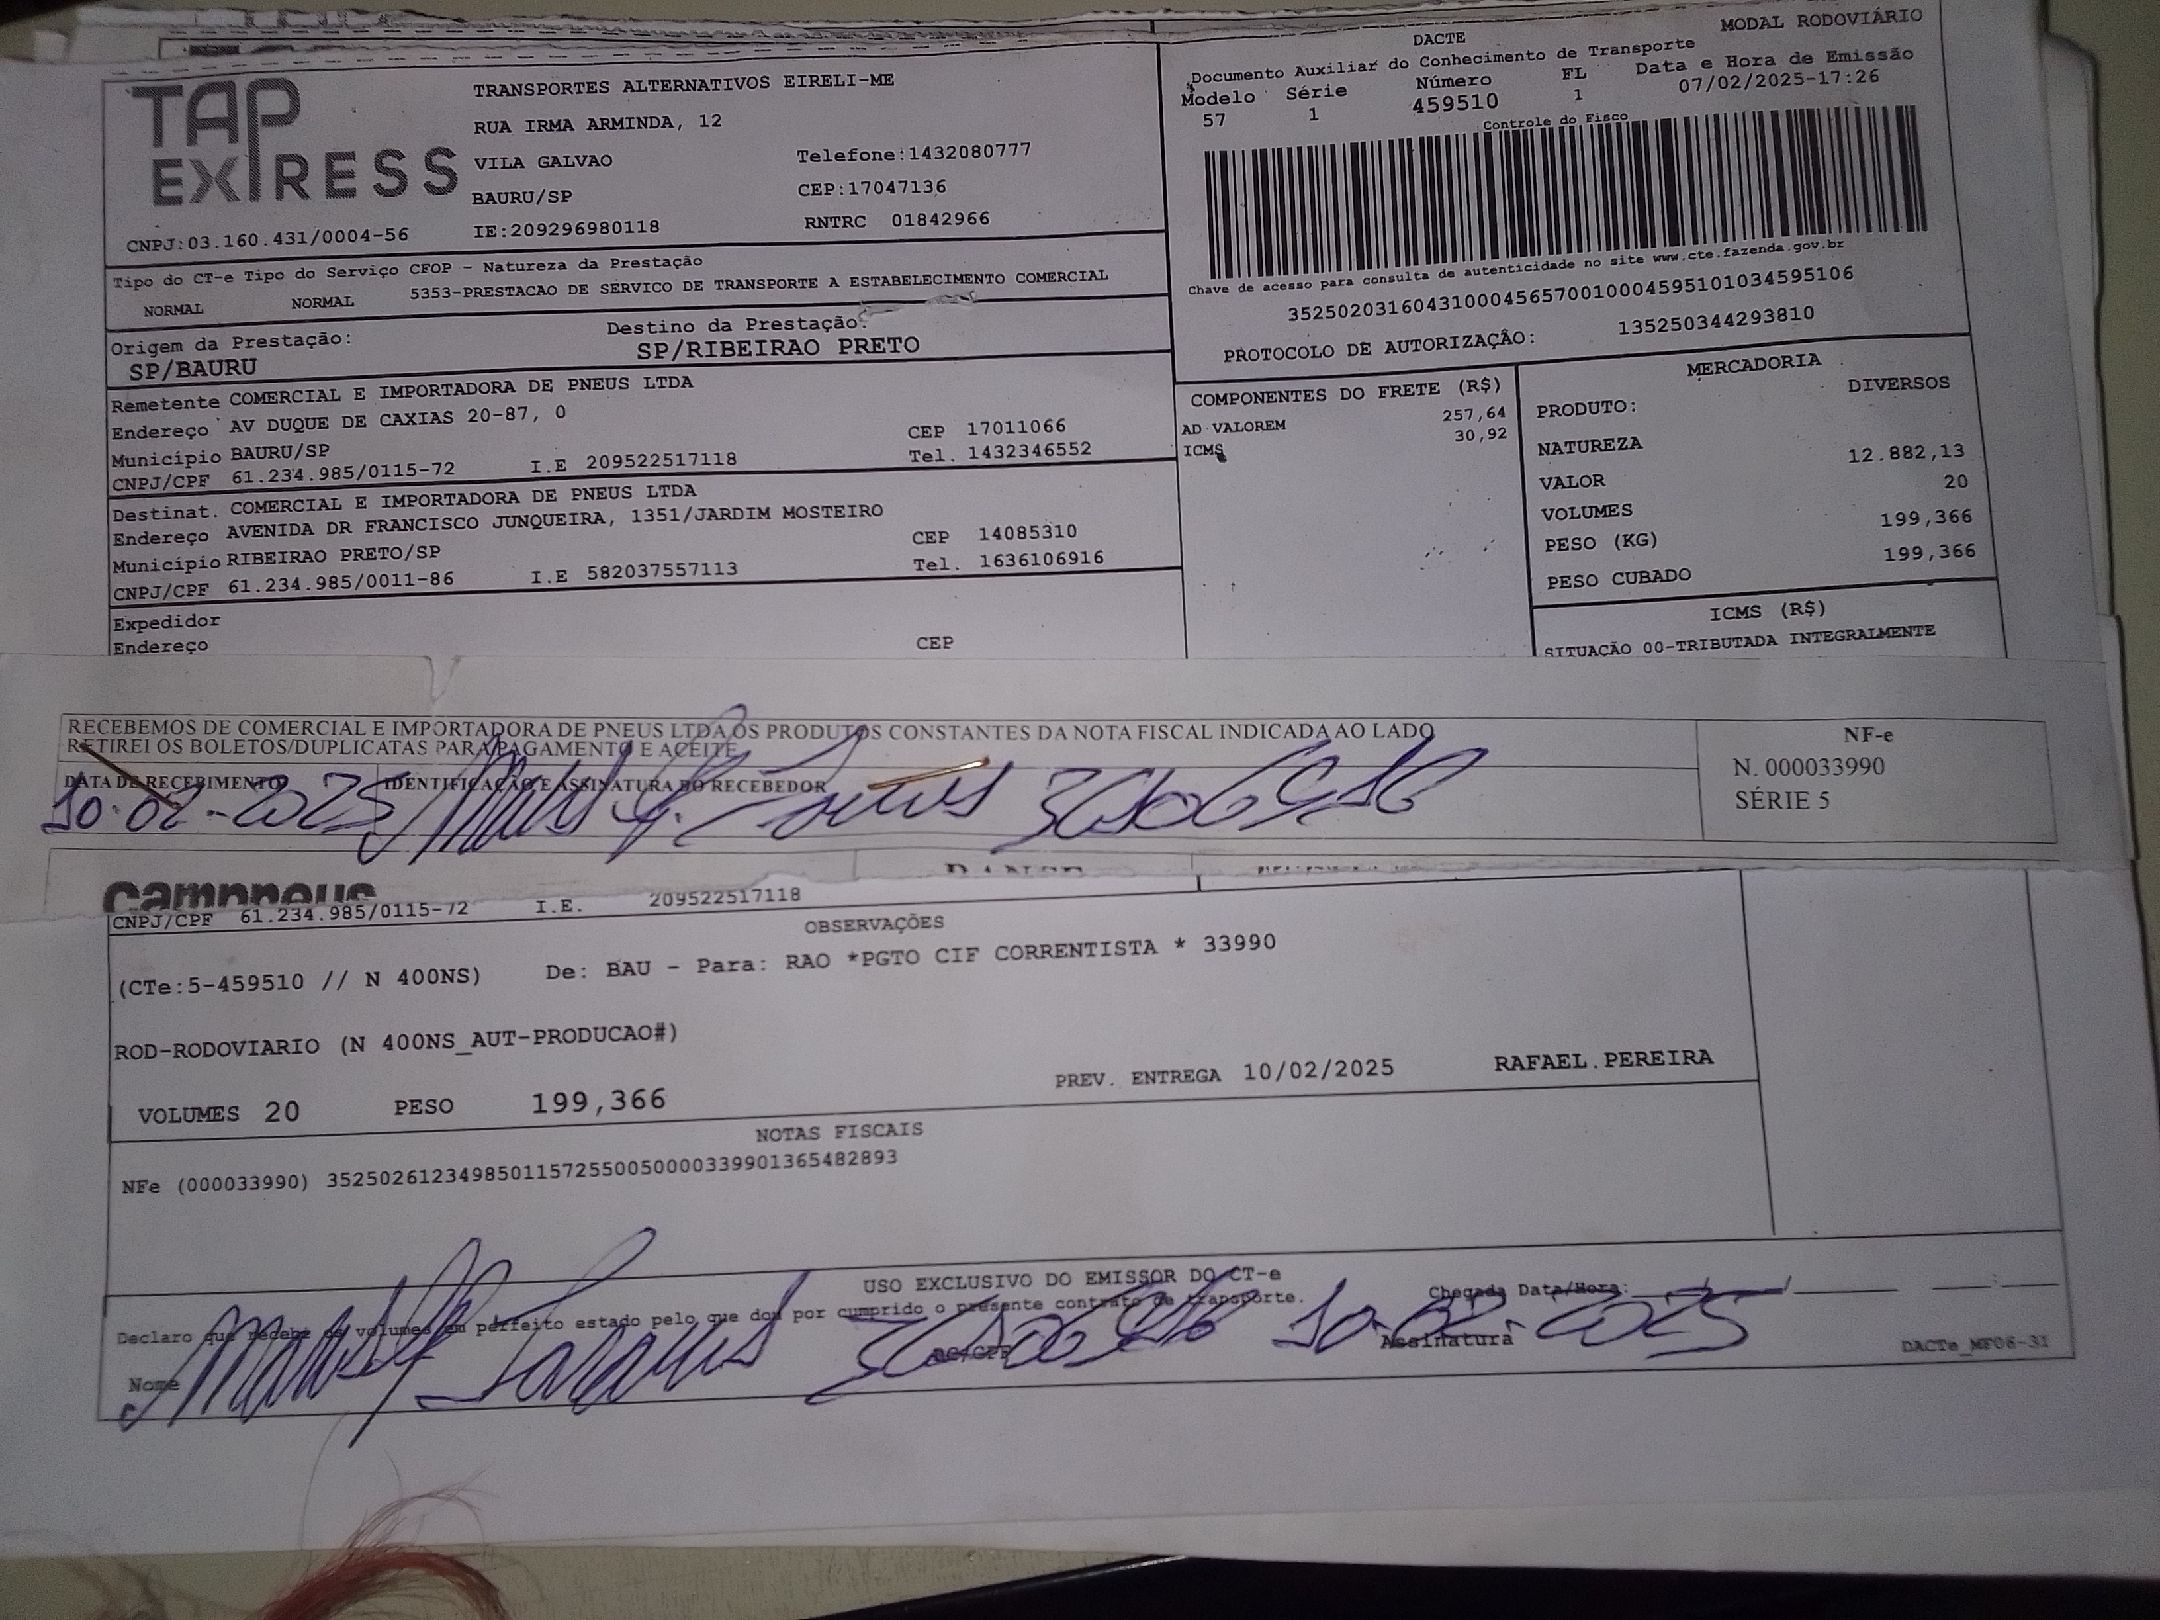 TAP EXPRESS
TRANSPORTES ALTERNATIVOS EIRELI-ME
RUA IRMA ARMINDA, 12
VILA GALVAO Telefone:1432080777
BAURU/SP CEP:17047136
CNPJ:03.160.431/0004-56 IE:209296980118 RNTRC 01842966
DACTE MODAL RODOVIÁRIO
Documento Auxiliar do Conhecimento de Transporte
Modelo Série Número FL Data e Hora de Emissão
57 1 459510 1 07/02/2025-17:26
Controle do Fisco
Chave de acesso para consulta de autenticidade no site www.cte.fazenda.gov.br
35250203160431000456570010004595101034595106
PROTOCOLO DE AUTORIZAÇÂO: 135250344293810
Tipo do CT-e Tipo do Serviço CFOP - Natureza da Prestação
NORMAL NORMAL 5353-PRESTACAO DE SERVICO DE TRANSPORTE A ESTABELECIMENTO COMERCIAL
Origem da Prestação: Destino da Prestação:
SP/BAURU SP/RIBEIRAO PRETO
Remetente COMERCIAL E IMPORTADORA DE PNEUS LTDA
Endereço AV DUQUE DE CAXIAS 20-87, 0
Município BAURU/SP CEP 17011066
CNPJ/CPF 61.234.985/0115-72 I.E 209522517118 Tel. 1432346552
Destinat. COMERCIAL E IMPORTADORA DE PNEUS LTDA
Endereço AVENIDA DR FRANCISCO JUNQUEIRA, 1351/JARDIM MOSTEIRO
Município RIBEIRAO PRETO/SP CEP 14085310
CNPJ/CPF 61.234.985/0011-86 I.E 582037557113 Tel. 1636106916
Expedidor
Endereço CEP
COMPONENTES DO FRETE (R$)
AD VALOREM 257,64
ICMS 30,92
MERCADORIA
PRODUTO: DIVERSOS
NATUREZA
VALOR 12.882,13
VOLUMES 20
PESO (KG) 199,366
PESO CUBADO 199,366
ICMS (R$)
SITUAÇÃO 00-TRIBUTADA INTEGRALMENTE
RECEBEMOS DE COMERCIAL E IMPORTADORA DE PNEUS LTDA OS PRODUTOS CONSTANTES DA NOTA FISCAL INDICADA AO LADO
RETIREI OS BOLETOS/DUPLICATAS PARA PAGAMENTO E ACEITE
DATA DE RECEBIMENTO IDENTIFICAÇÃO E ASSINATURA DO RECEBEDOR
10-02-2025
NF-e
N. 000033990
SÉRIE 5
campneus
CNPJ/CPF 61.234.985/0115-72 I.E. 209522517118
OBSERVAÇÕES
(CTe:5-459510 // N 400NS) De: BAU - Para: RAO *PGTO CIF CORRENTISTA * 33990
ROD-RODOVIARIO (N 400NS_AUT-PRODUCAO#)
PREV. ENTREGA 10/02/2025 RAFAEL.PEREIRA
VOLUMES 20 PESO 199,366
NOTAS FISCAIS
NFe (000033990) 35250261234985011572550050000339901365482893
USO EXCLUSIVO DO EMISSOR DO CT-e
Declaro que recebi os volumes em perfeito estado pelo que dou por cumprido o presente contrato de transporte.
Chegada Data/Hora:
Nome RG/CPF Assinatura
10-02-2025
DACTe_MF06-31